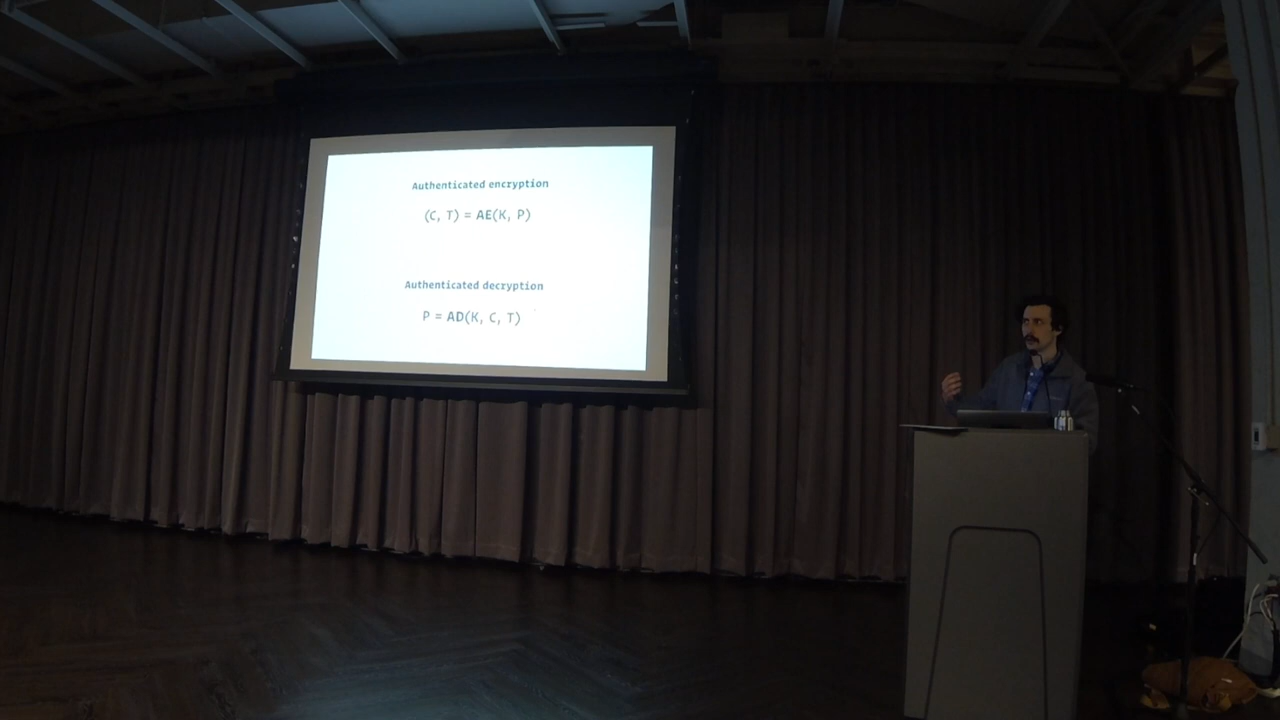 Authenticated encryption
(C, T) = AE(K, P)
Authenticated decryption
P = AD(K, C, T)